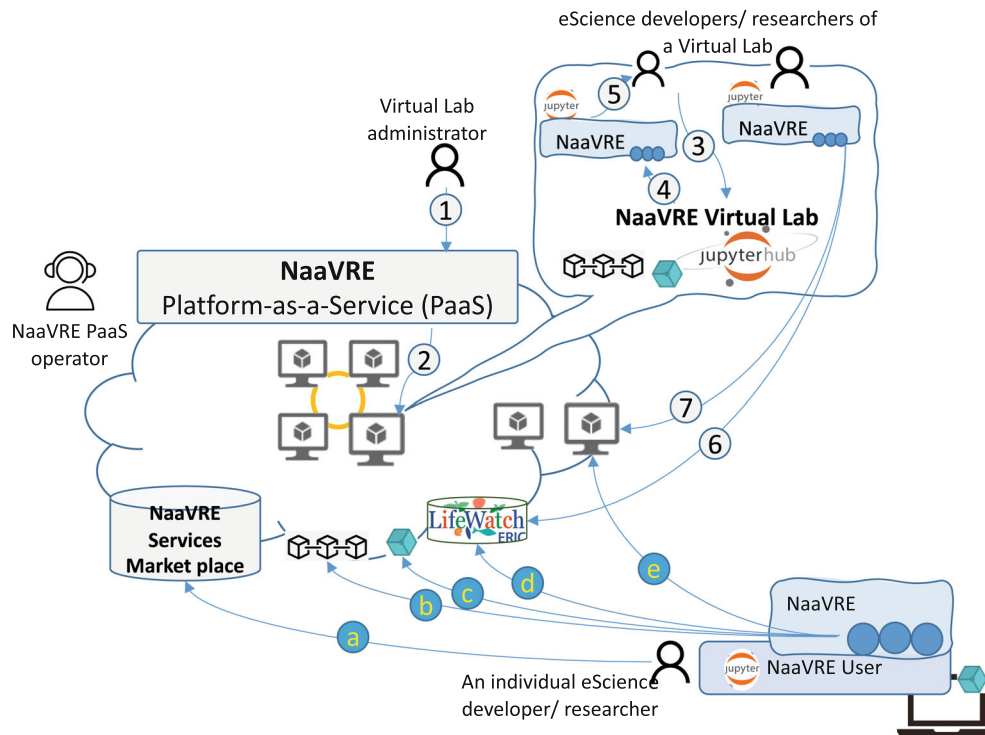 eScience developers/ researchers of
a Virtual Lab
Virtual Lab
administrator
1
jupyter
5
NaaVRE
3
4
jupyter
NaaVRE
NaaVRE Virtual Lab
jupyterhub
NaaVRE
Platform-as-a-Service (PaaS)
NaaVRE PaaS
operator
2
7
6
NaaVRE
Services
Market place
LifeWatch
ERIC
a
b
c
d
e
NaaVRE
jupyter
NaaVRE User
An individual eScience
developer/ researcher